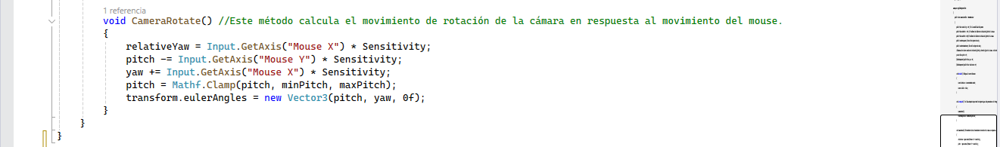 1 referencia
void CameraRotate() //Este método calcula el movimiento de rotación de la cámara en respuesta al movimiento del mouse.
{
relativeYaw = Input.GetAxis("Mouse X") * Sensitivity;
pitch -= Input.GetAxis("Mouse Y") * Sensitivity;
yaw += Input.GetAxis("Mouse X") * Sensitivity;
pitch = Mathf.Clamp(pitch, minPitch, maxPitch);
transform.eulerAngles = new Vector3(pitch, yaw, 0f);
}
}
}